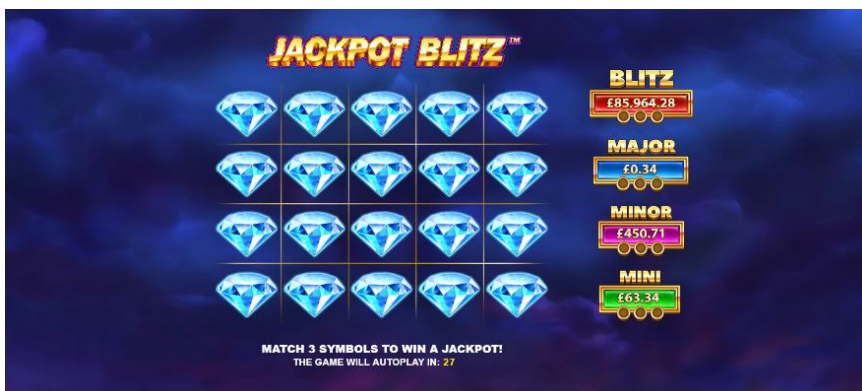 JACKPOT BLITZ™
BLITZ
£85,964.28
MAJOR
£0.34
MINOR
£450.71
MINI
£63.34
MATCH 3 SYMBOLS TO WIN A JACKPOT!
THE GAME WILL AUTOPLAY IN: 27